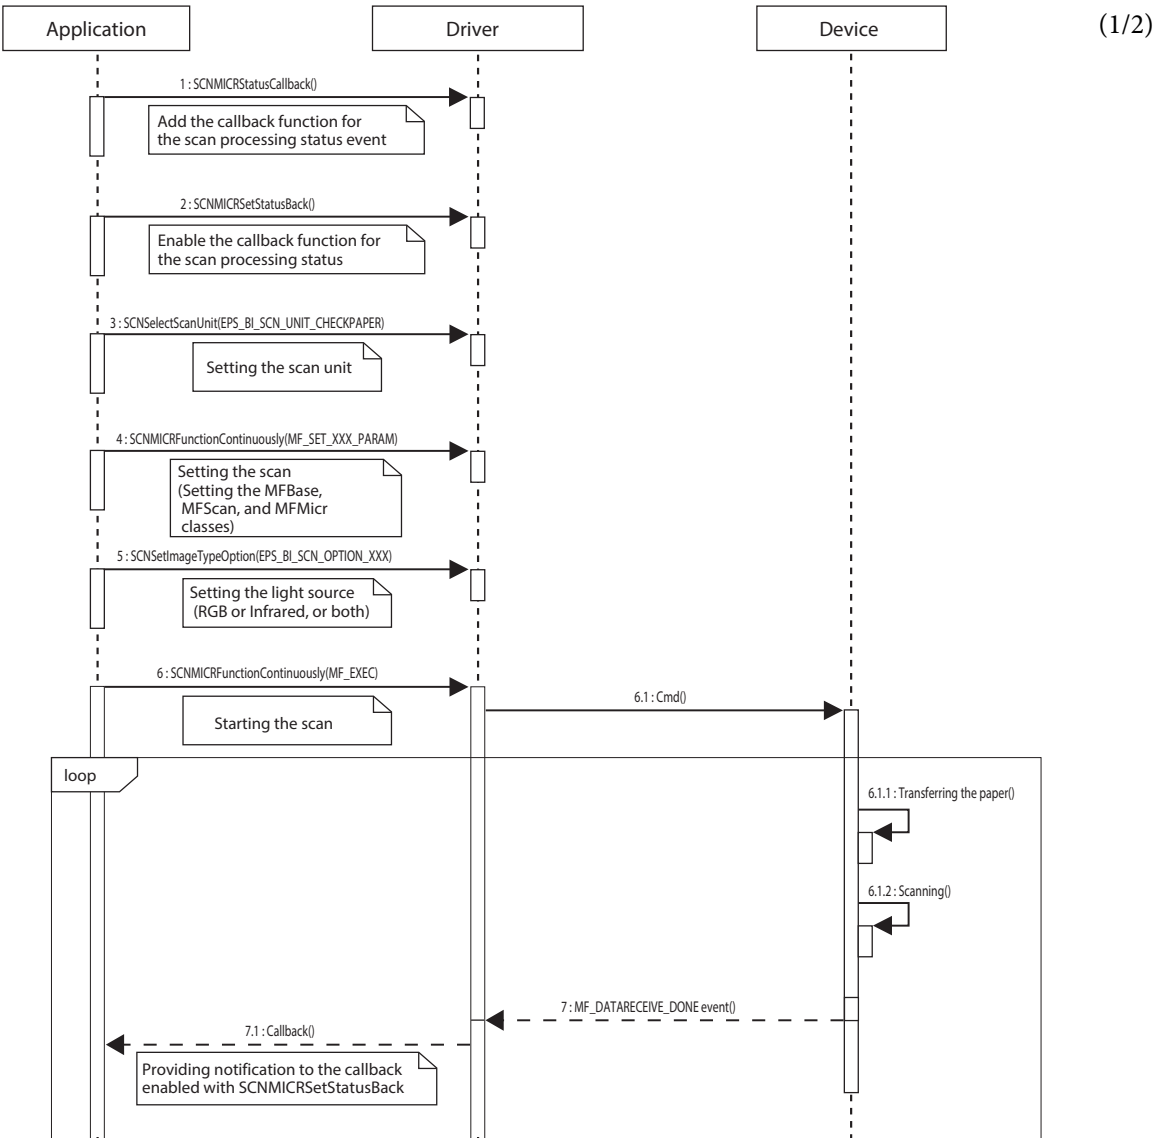 Application
Driver
Device
(1/2)
1 : SCNMICRStatusCallback()
Add the callback function for
the scan processing status event
2 : SCNMICRSetStatusBack()
Enable the callback function for
the scan processing status
3 : SCNSelectScanUnit(EPS_BI_SCN_UNIT_CHECKPAPER)
Setting the scan unit
4 : SCNMICRFunctionContinuously(MF_SET_XXX_PARAM)
Setting the scan
(Setting the MFBase,
MFScan, and MFMicr
classes)
5 : SCNSetImageTypeOption(EPS_BI_SCN_OPTION_XXX)
Setting the light source
(RGB or Infrared, or both)
6 : SCNMICRFunctionContinuously(MF_EXEC)
6.1 : Cmd()
Starting the scan
loop
6.1.1 : Transferring the paper()
6.1.2 : Scanning()
7 : MF_DATARECEIVE_DONE event()
7.1 : Callback()
Providing notification to the callback
enabled with SCNMICRSetStatusBack